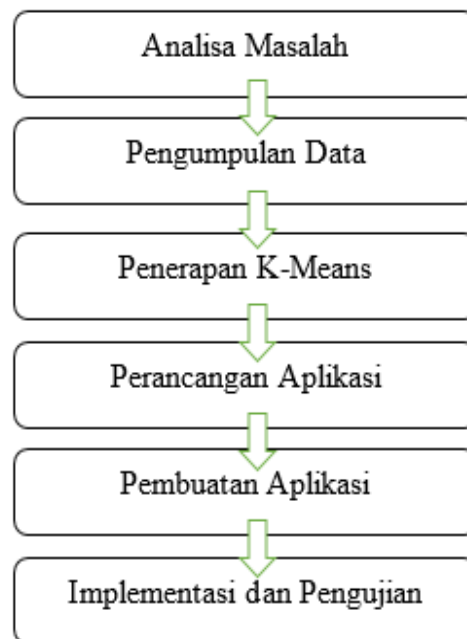 Analisa Masalah
Pengumpulan Data
Penerapan K-Means
Perancangan Aplikasi
Pembuatan Aplikasi
Implementasi dan Pengujian